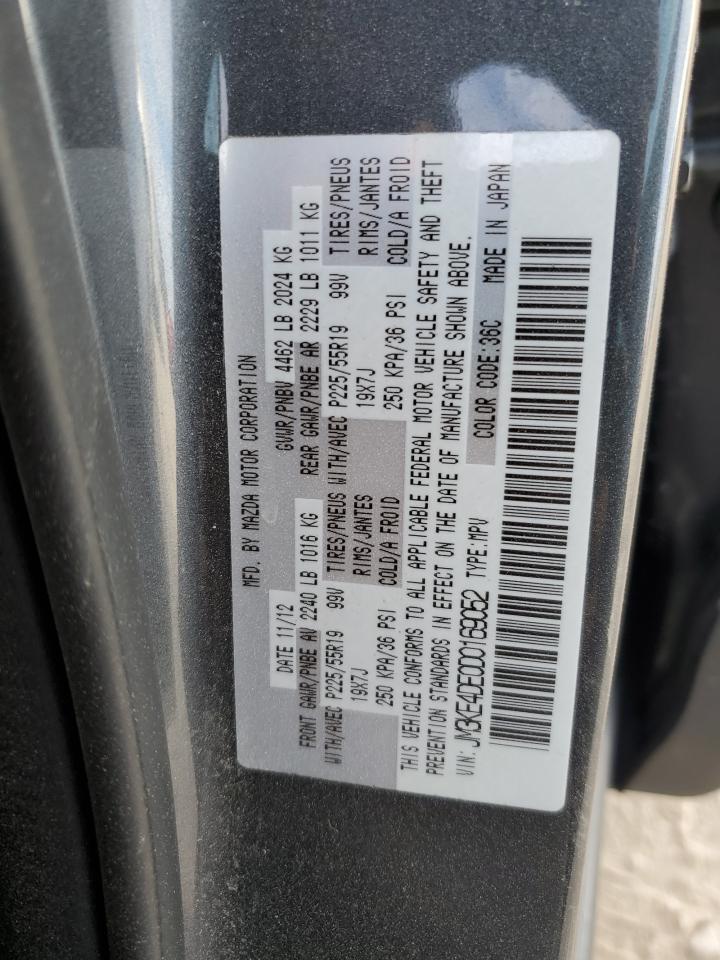 MFD. BY MAZDA MOTOR CORPORATION
DATE 11/12 GVWR/PNBV 4462 LB 2024 KG
FRONT GAWR/PNBE AV 2240 LB 1016 KG REAR GAWR/PNBE AR 2229 LB 1011 KG
WITH/AVEC P225/55R19 99V TIRES/PNEUS WITH/AVEC P225/55R19 99V TIRES/PNEUS
19X7J RIMS/JANTES 19X7J RIMS/JANTES
250 KPA/36 PSI COLD/A FROID 250 KPA/36 PSI COLD/A FROID
THIS VEHICLE CONFORMS TO ALL APPLICABLE FEDERAL MOTOR VEHICLE SAFETY AND THEFT
PREVENTION STANDARDS IN EFFECT ON THE DATE OF MANUFACTURE SHOWN ABOVE.
VIN: JM3KE4DE0D0169052 TYPE:MPV COLOR CODE:36C MADE IN JAPAN